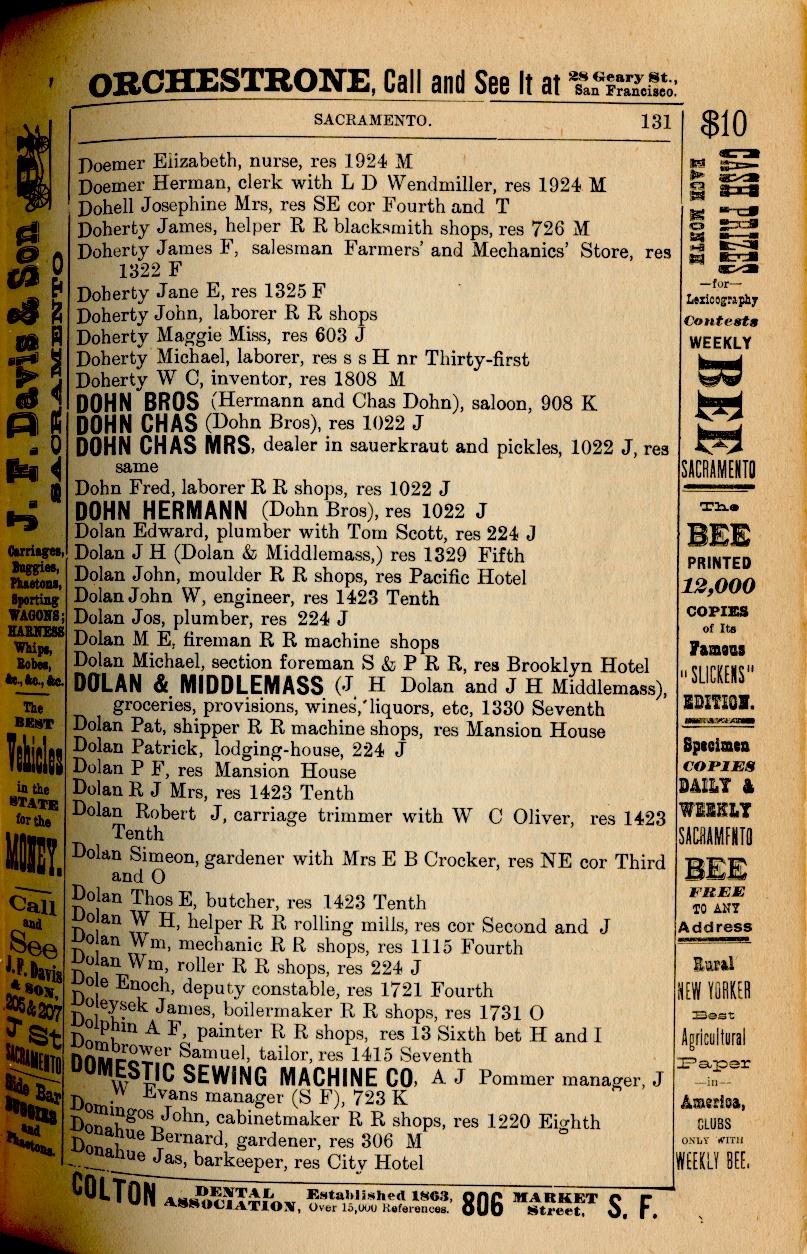 ORCHESTRONE, Call and See It at 28 Geary St., San Francisco.
SACRAMENTO. 131
Doemer Elizabeth, nurse, res 1924 M
Doemer Herman, clerk with L D Wendmiller, res 1924 M
Dohell Josephine Mrs, res SE cor Fourth and T
Doherty James, helper R R blacksmith shops, res 726 M
Doherty James F, salesman Farmers' and Mechanics' Store, res
1322 F
Doherty Jane E, res 1325 F
Doherty John, laborer R R shops
Doherty Maggie Miss, res 603 J
Doherty Michael, laborer, res s s H nr Thirty-first
Doherty W C, inventor, res 1808 M
DOHN BROS (Hermann and Chas Dohn), saloon, 908 K
DOHN CHAS (Dohn Bros), res 1022 J
DOHN CHAS MRS, dealer in sauerkraut and pickles, 1022 J, res
same
Dohn Fred, laborer R R shops, res 1022 J
DOHN HERMANN (Dohn Bros), res 1022 J
Dolan Edward, plumber with Tom Scott, res 224 J
Dolan J H (Dolan & Middlemass,) res 1329 Fifth
Dolan John, moulder R R shops, res Pacific Hotel
Dolan John W, engineer, res 1423 Tenth
Dolan Jos, plumber, res 224 J
Dolan M E, fireman R R machine shops
Dolan Michael, section foreman S & P R R, res Brooklyn Hotel
DOLAN & MIDDLEMASS (J H Dolan and J H Middlemass),
groceries, provisions, wines, liquors, etc, 1330 Seventh
Dolan Pat, shipper R R machine shops, res Mansion House
Dolan Patrick, lodging-house, 224 J
Dolan P F, res Mansion House
Dolan R J Mrs, res 1423 Tenth
Dolan Robert J, carriage trimmer with W C Oliver, res 1423
Tenth
Dolan Simeon, gardener with Mrs E B Crocker, res NE cor Third
and O
Dolan Thos E, butcher, res 1423 Tenth
Dolan W H, helper R R rolling mills, res cor Second and J
Dolan Wm, mechanic R R shops, res 1115 Fourth
Dolan Wm, roller R R shops, res 224 J
Dole Enoch, deputy constable, res 1721 Fourth
Doleysek James, boilermaker R R shops, res 1731 O
Dolphin A F, painter R R shops, res 13 Sixth bet H and I
Dombrower Samuel, tailor, res 1415 Seventh
DOMESTIC SEWING MACHINE CO, A J Pommer manager, J
W Evans manager (S F), 723 K
Domingos John, cabinetmaker R R shops, res 1220 Eighth
Donahue Bernard, gardener, res 306 M
Donahue Jas, barkeeper, res City Hotel
J. F. Davis & Son
SACRAMENTO
Carriages,
Buggies,
Phaetons,
Sporting
WAGONS;
HARNESS
Whips,
Robes,
&c., &c., &c.
The
BEST
Vehicles
in the
STATE
for the
MONEY.
Call
and
See
J. F. Davis
& SON,
205 & 207
J St
SACRAMENTO
Side Bar
BUGGIES
and
Phaetons.
$10
CASH PRIZES
EACH MONTH
—for—
Lexicography
Contests
WEEKLY
BEE
SACRAMENTO
The
BEE
PRINTED
12,000
COPIES
of Its
Famous
"SLICKENS"
EDITION.
Specimen
COPIES
DAILY &
WEEKLY
SACRAMENTO
BEE
FREE
TO ANY
Address
Rural
NEW YORKER
Best
Agricultural
Paper
—in—
America,
CLUBS
ONLY WITH
WEEKLY BEE.
COLTON DENTAL ASSOCIATION, Established 1863, Over 15,000 References. 806 MARKET Street, S. F.